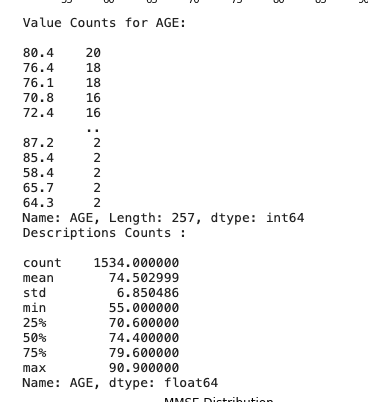 Value Counts for AGE:
80.4    20
76.4    18
76.1    18
70.8    16
72.4    16
        ..
87.2     2
85.4     2
58.4     2
65.7     2
64.3     2
Name: AGE, Length: 257, dtype: int64
Descriptions Counts :
count    1534.000000
mean       74.502999
std         6.850486
min        55.000000
25%        70.600000
50%        74.400000
75%        79.600000
max        90.900000
Name: AGE, dtype: float64
MMSE Distribution